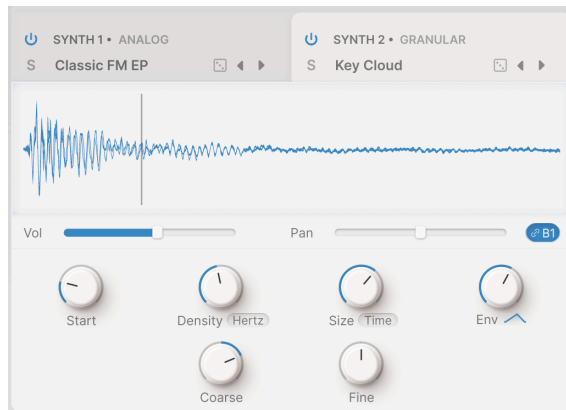 SYNTH 1 • ANALOG
SYNTH 2 • GRANULAR
S Classic FM EP
S Key Cloud
Vol
Pan
B1
Start
Density Hertz
Size Time
Env
Coarse
Fine